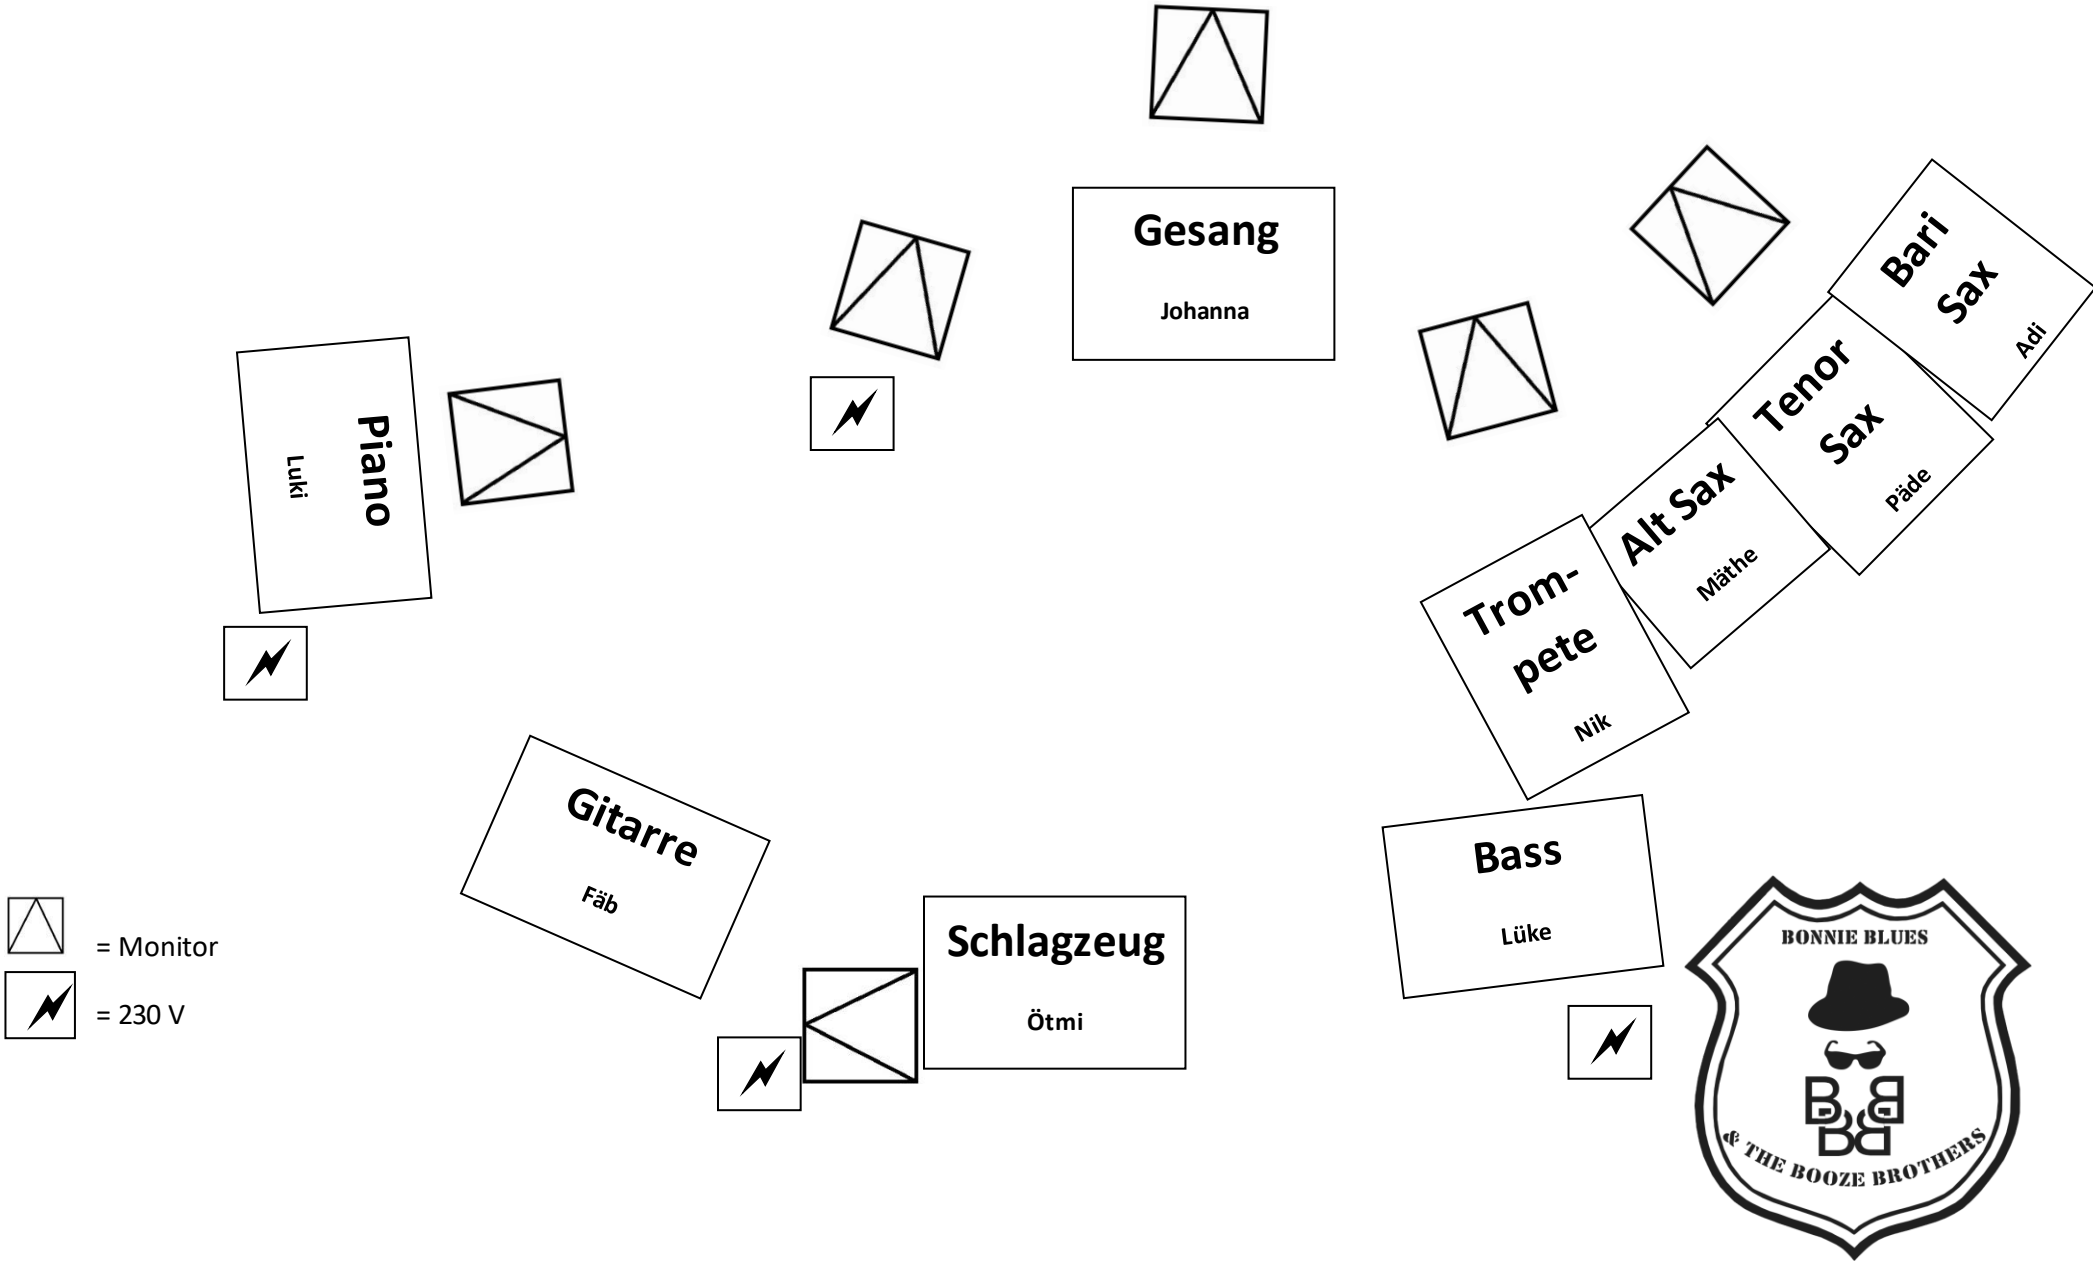 Gesang
Johanna
Bari
Sax
Adi
Tenor
Sax
Päde
Alt Sax
Mäthe
Trom-
pete
Nik
Piano
Luki
Gitarre
Fäb
Schlagzeug
Ötmi
Bass
Lüke
= Monitor
= 230 V
BONNIE BLUES
B B
B B
& THE BOOZE BROTHERS